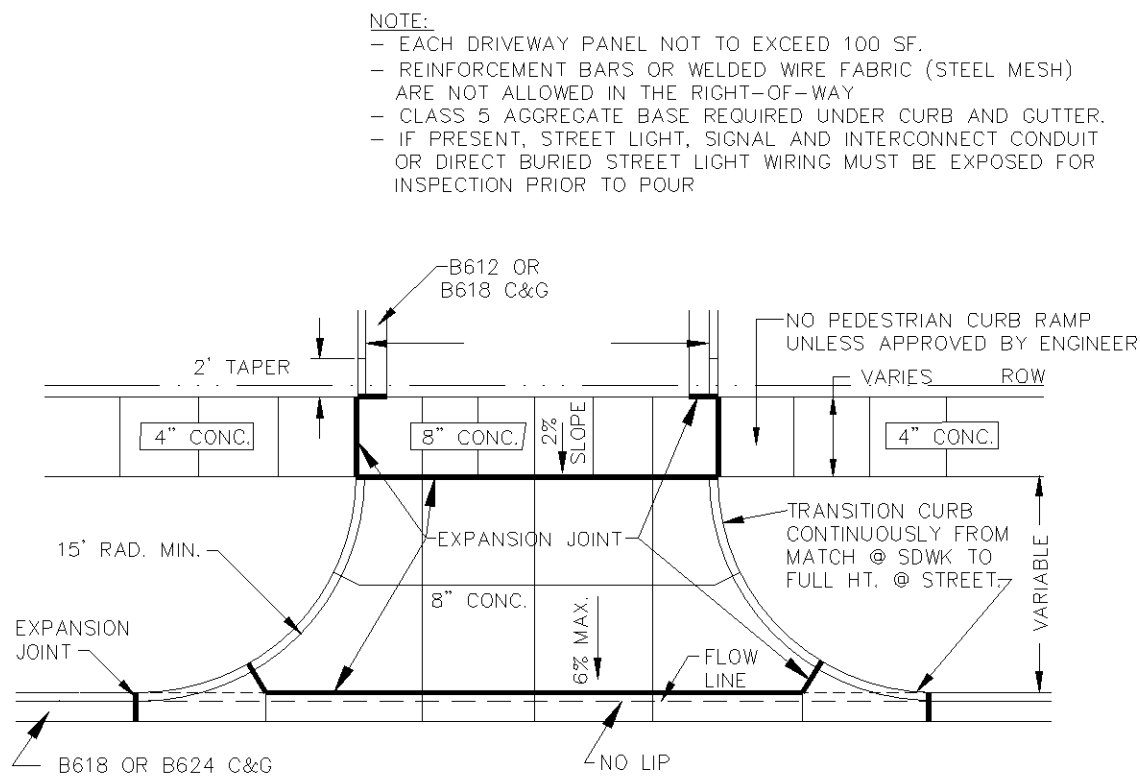 NOTE:
– EACH DRIVEWAY PANEL NOT TO EXCEED 100 SF.
– REINFORCEMENT BARS OR WELDED WIRE FABRIC (STEEL MESH)
ARE NOT ALLOWED IN THE RIGHT–OF–WAY
– CLASS 5 AGGREGATE BASE REQUIRED UNDER CURB AND GUTTER.
– IF PRESENT, STREET LIGHT, SIGNAL AND INTERCONNECT CONDUIT
OR DIRECT BURIED STREET LIGHT WIRING MUST BE EXPOSED FOR
INSPECTION PRIOR TO POUR
B612 OR
B618 C&G
NO PEDESTRIAN CURB RAMP
UNLESS APPROVED BY ENGINEER
2' TAPER
VARIES
ROW
4" CONC.
8" CONC.
2%
SLOPE
4" CONC.
TRANSITION CURB
CONTINUOUSLY FROM
MATCH @ SDWK TO
FULL HT. @ STREET.
EXPANSION JOINT
15' RAD. MIN.
VARIABLE
8" CONC.
EXPANSION
JOINT
6% MAX.
FLOW
LINE
B618 OR B624 C&G
NO LIP